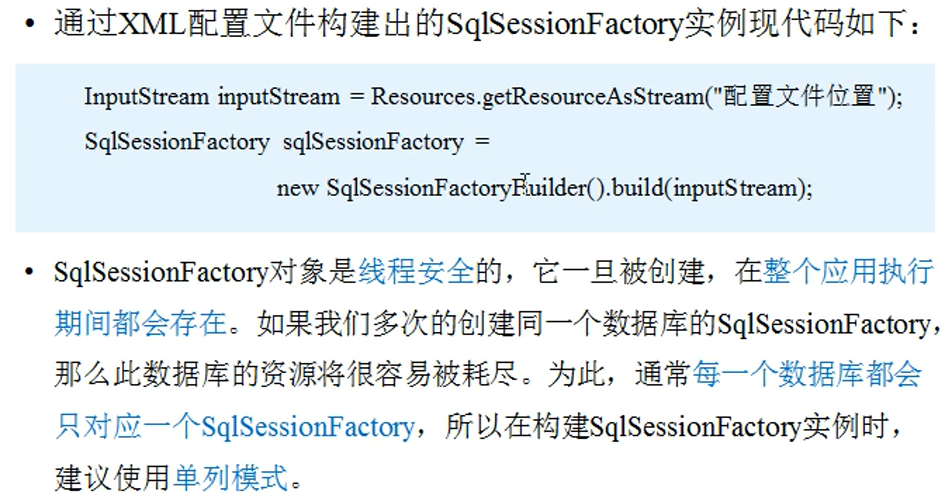 • 通过XML配置文件构建出的SqlSessionFactory实例现代码如下：
InputStream inputStream = Resources.getResourceAsStream("配置文件位置");
SqlSessionFactory sqlSessionFactory =
new SqlSessionFactoryBuilder().build(inputStream);
• SqlSessionFactory对象是线程安全的，它一旦被创建，在整个应用执行
期间都会存在。如果我们多次的创建同一个数据库的SqlSessionFactory，
那么此数据库的资源将很容易被耗尽。为此，通常每一个数据库都会
只对应一个SqlSessionFactory，所以在构建SqlSessionFactory实例时，
建议使用单列模式。